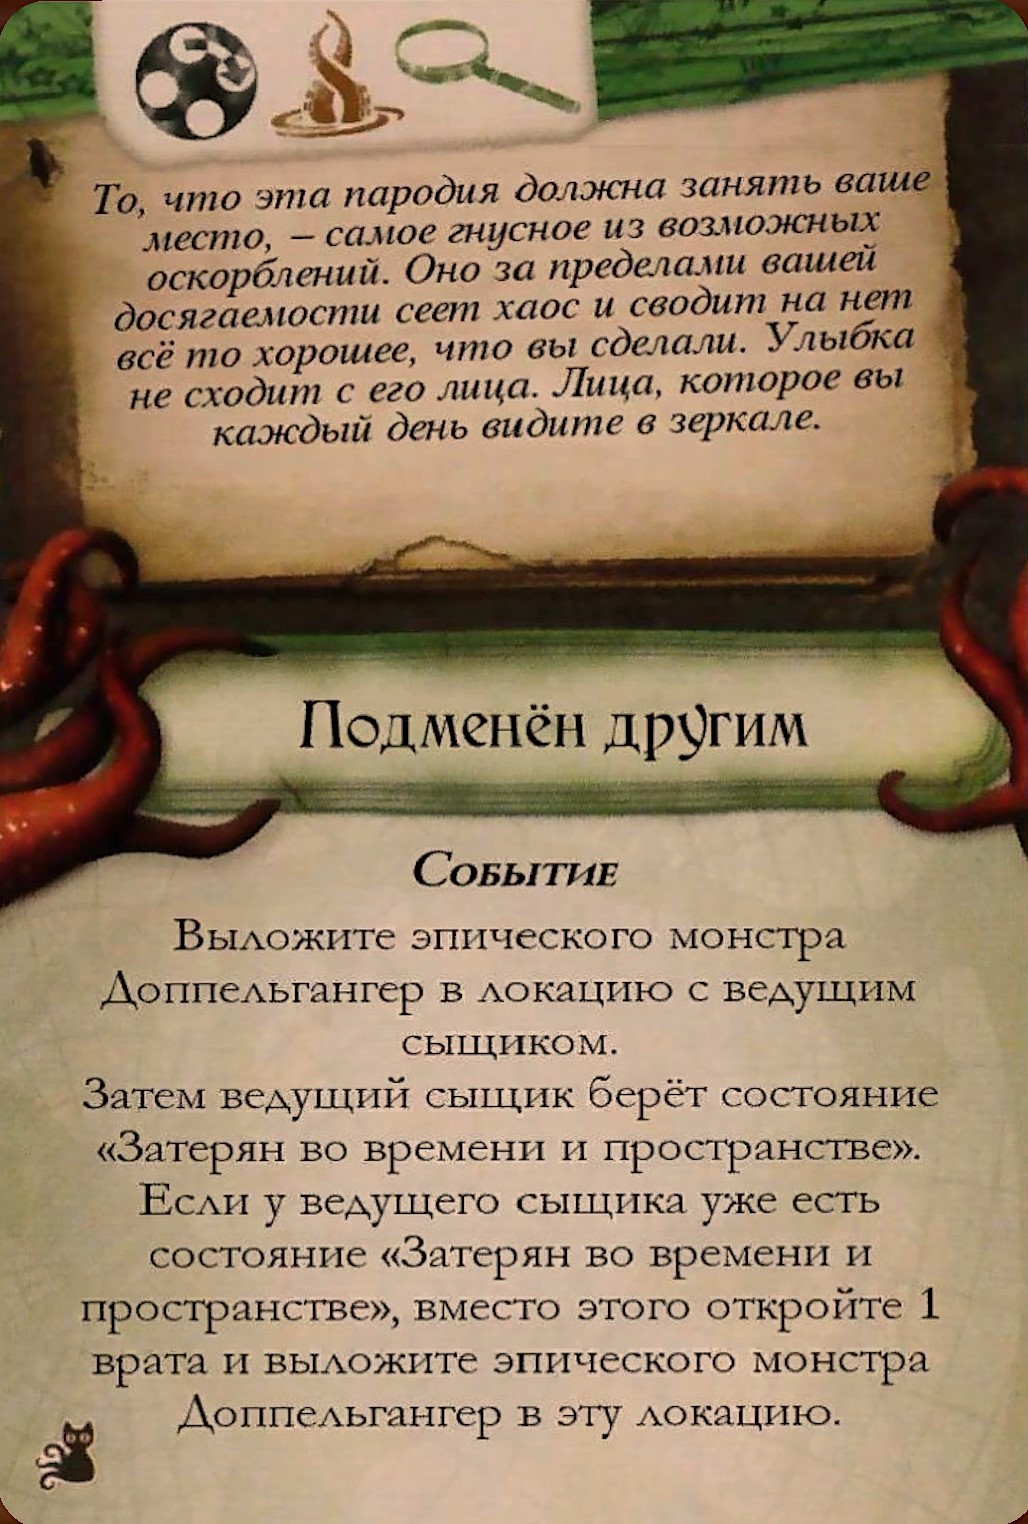 То, что эта пародия должна занять ваше
место, – самое гнусное из возможных
оскорблений. Оно за пределами вашей
досягаемости сеет хаос и сводит на нет
всё то хорошее, что вы сделали. Улыбка
не сходит с его лица. Лица, которое вы
каждый день видите в зеркале.
Подменён другим
Событие
Выложите эпического монстра
Доппельгангер в локацию с ведущим
сыщиком.
Затем ведущий сыщик берёт состояние
«Затерян во времени и пространстве».
Если у ведущего сыщика уже есть
состояние «Затерян во времени и
пространстве», вместо этого откройте 1
врата и выложите эпического монстра
Доппельгангер в эту локацию.